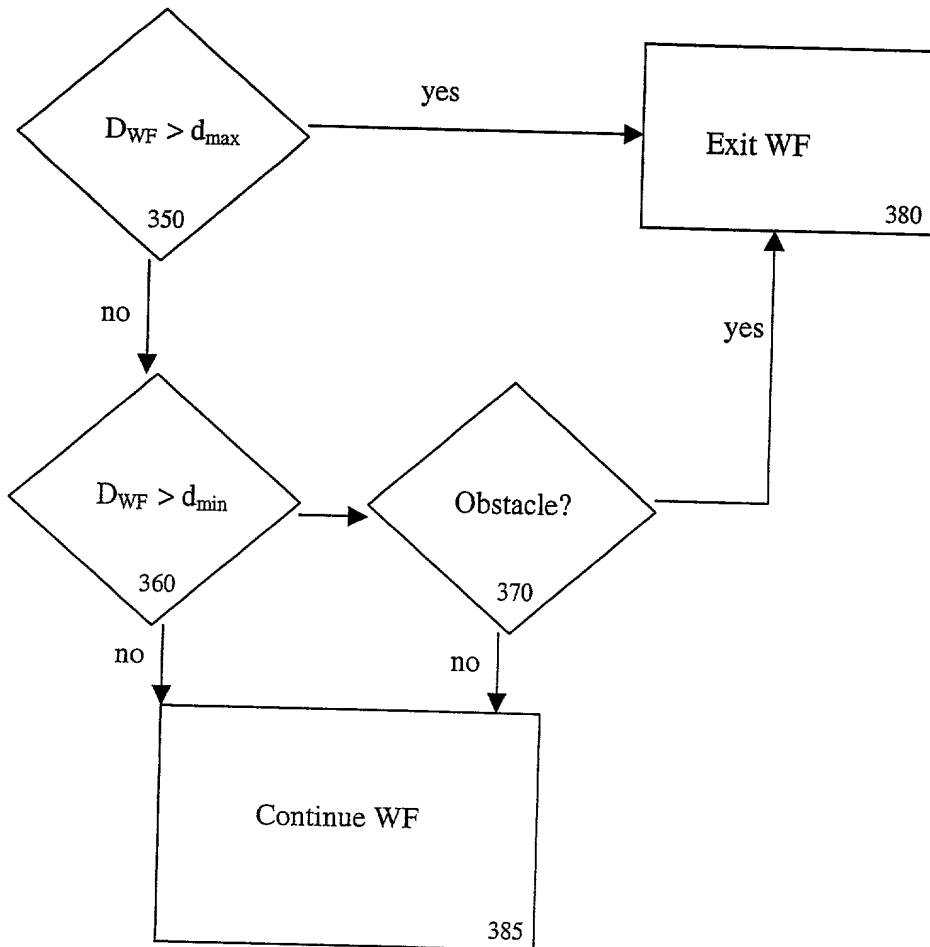 yes
D_WF > d_max
350
Exit WF
380
no
yes
D_WF > d_min
360
Obstacle?
370
no
no
Continue WF
385